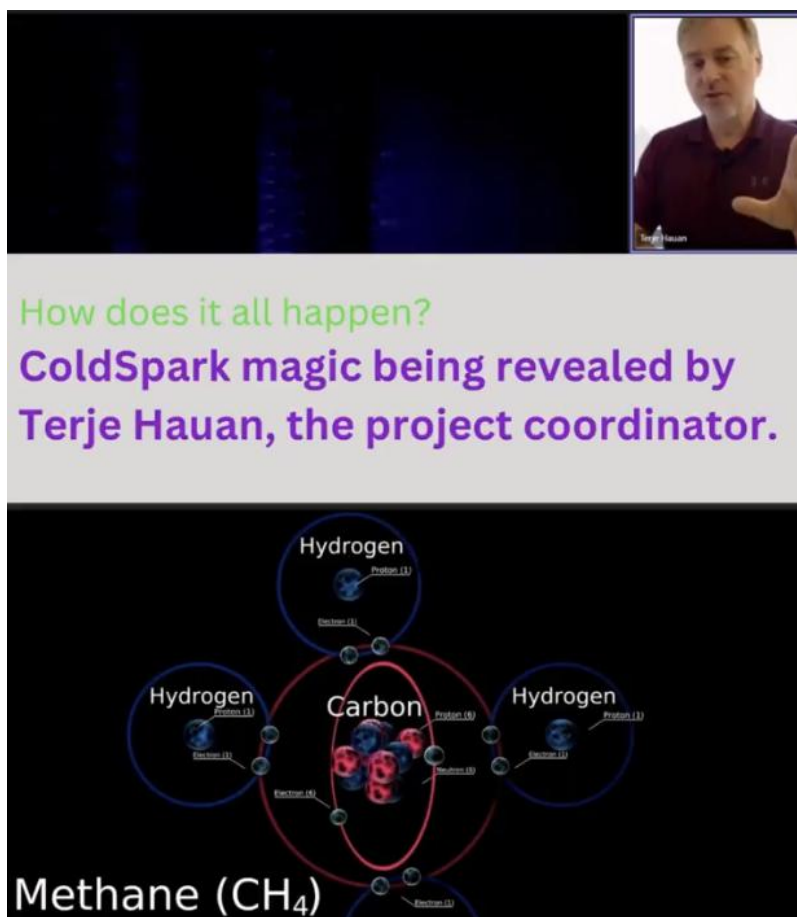 Terje Hauan
How does it all happen?
ColdSpark magic being revealed by
Terje Hauan, the project coordinator.
Hydrogen
Proton (1)
Electron (1)
Hydrogen
Proton (1)
Electron (1)
Carbon
Proton (6)
Electron (6)
Hydrogen
Proton (1)
Electron (1)
Methane (CH₄)
Electron (1)